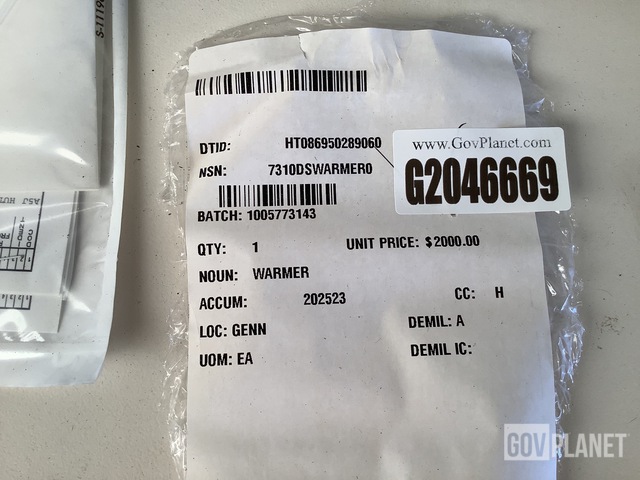 S-1119
DTID: HT086950289060
www.GovPlanet.com
NSN: 7310DSWARMER0
G2046669
BATCH: 1005773143
QTY: 1 UNIT PRICE: $2000.00
NOUN: WARMER
ACCUM: 202523 CC: H
LOC: GENN DEMIL: A
UOM: EA DEMIL IC:
GOVPLANET